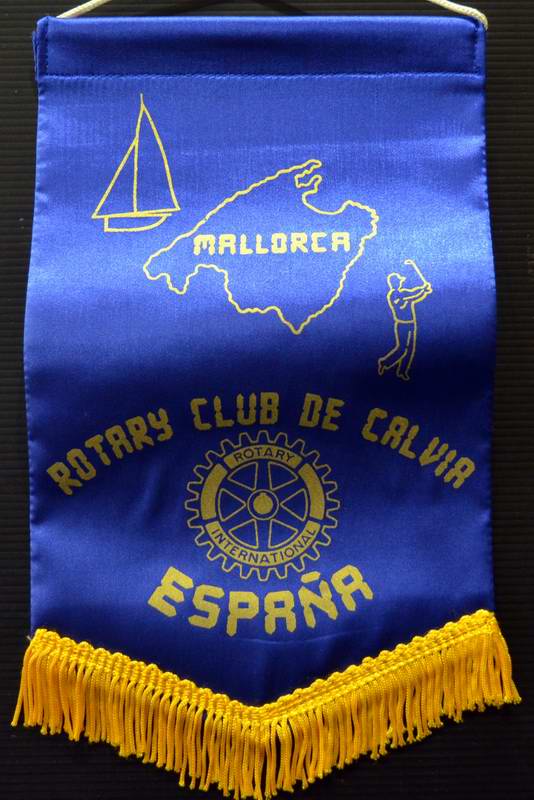 MALLORCA
ROTARY CLUB DE CALVIA
ROTARY
INTERNATIONAL
ESPAÑA